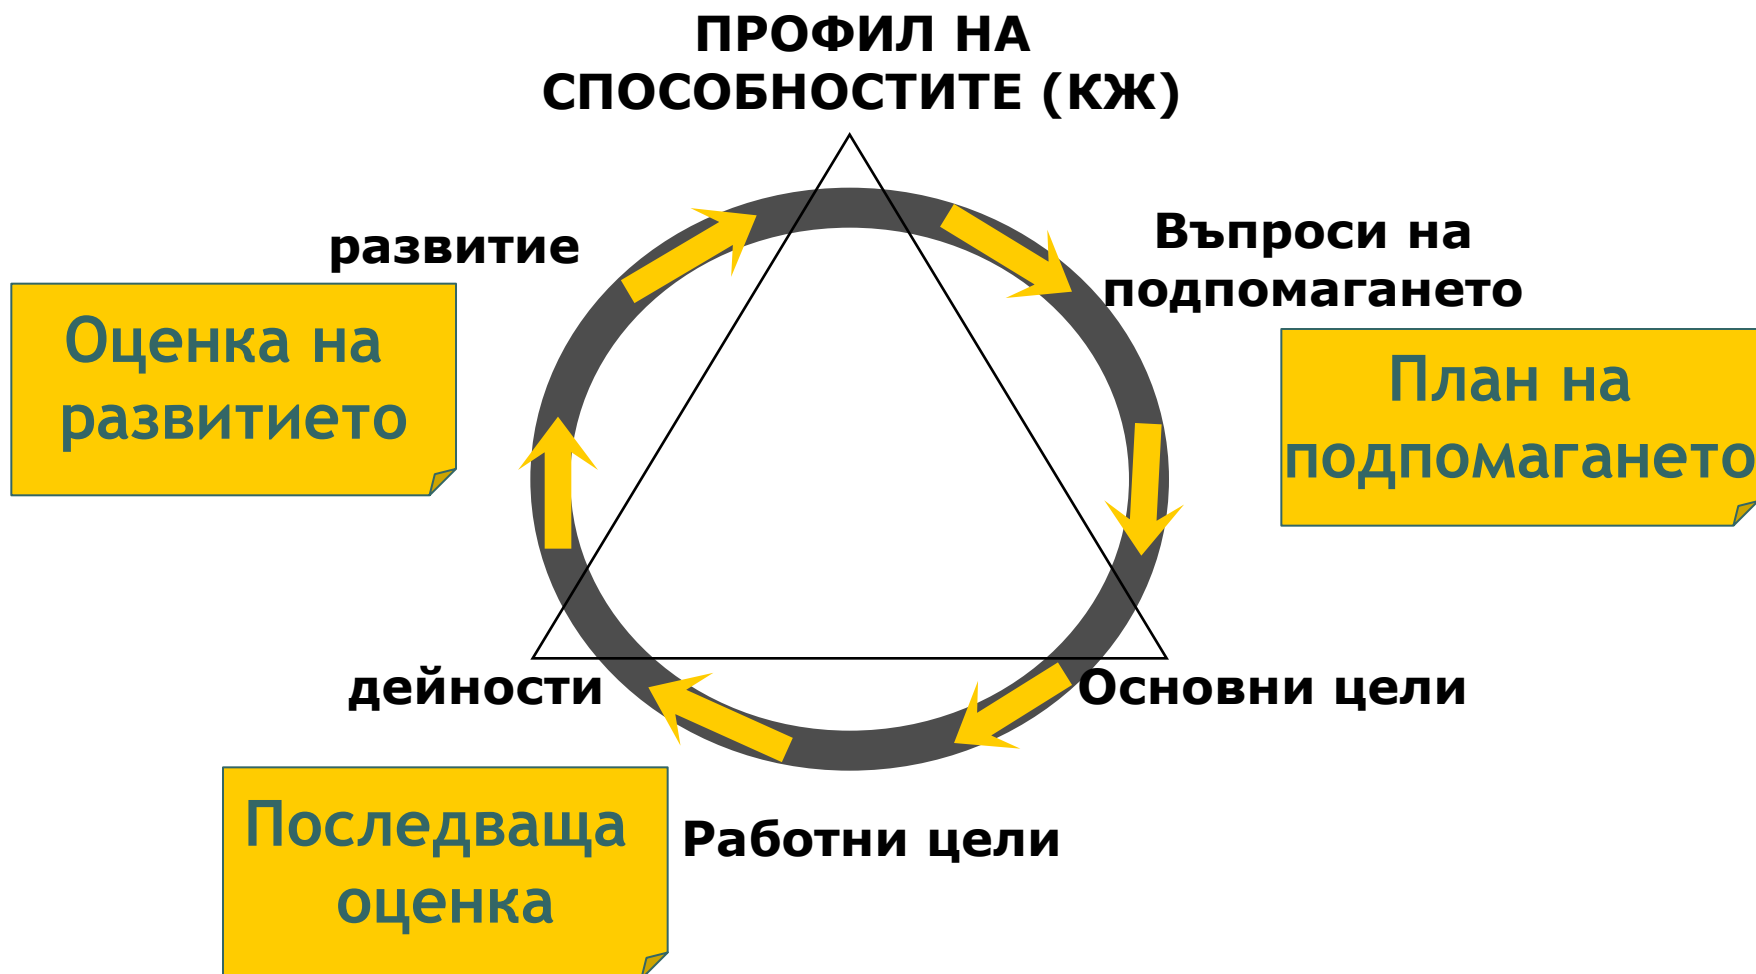 ПРОФИЛ НА
СПОСОБНОСТИТЕ (КЖ)
развитие
Въпроси на
подпомагането
Оценка на
развитието
План на
подпомагането
дейности
Основни цели
Последваща
оценка
Работни цели